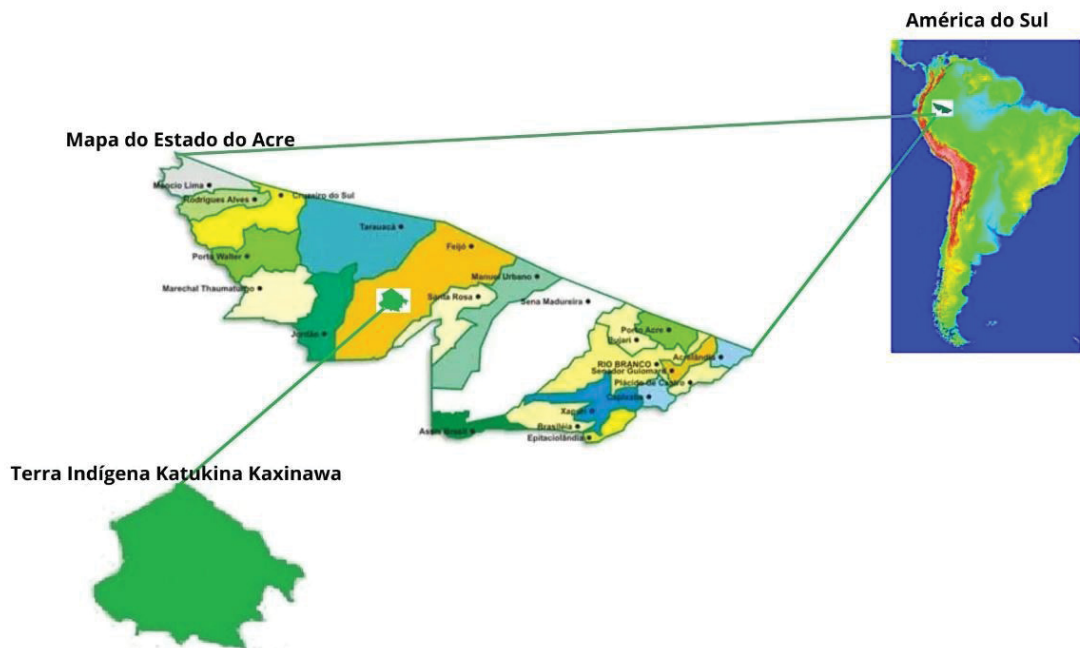 América do Sul
Mapa do Estado do Acre
Mâncio Lima
Rodrigues Alves
Cruzeiro do Sul
Tarauacá
Feijó
Porto Walter
Manuel Urbano
Marechal Thaumaturgo
Santa Rosa
Sena Madureira
Jordão
Porto Acre
Bujari
Acrelândia
RIO BRANCO
Senador Guiomard
Plácido de Castro
Capixaba
Xapuri
Assis Brasil
Brasiléia
Epitaciolândia
Terra Indígena Katukina Kaxinawa